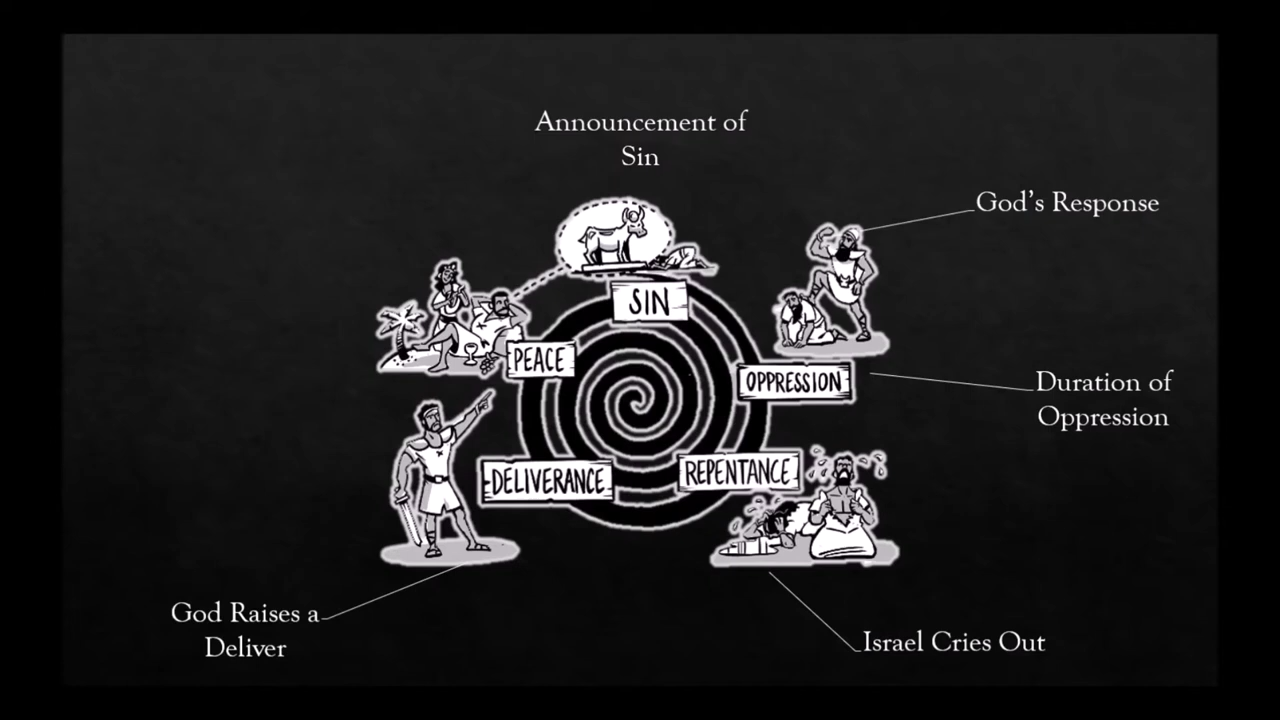 Announcement of
Sin
God's Response
SIN
PEACE
OPPRESSION
Duration of
Oppression
DELIVERANCE
REPENTANCE
God Raises a
Deliver
Israel Cries Out